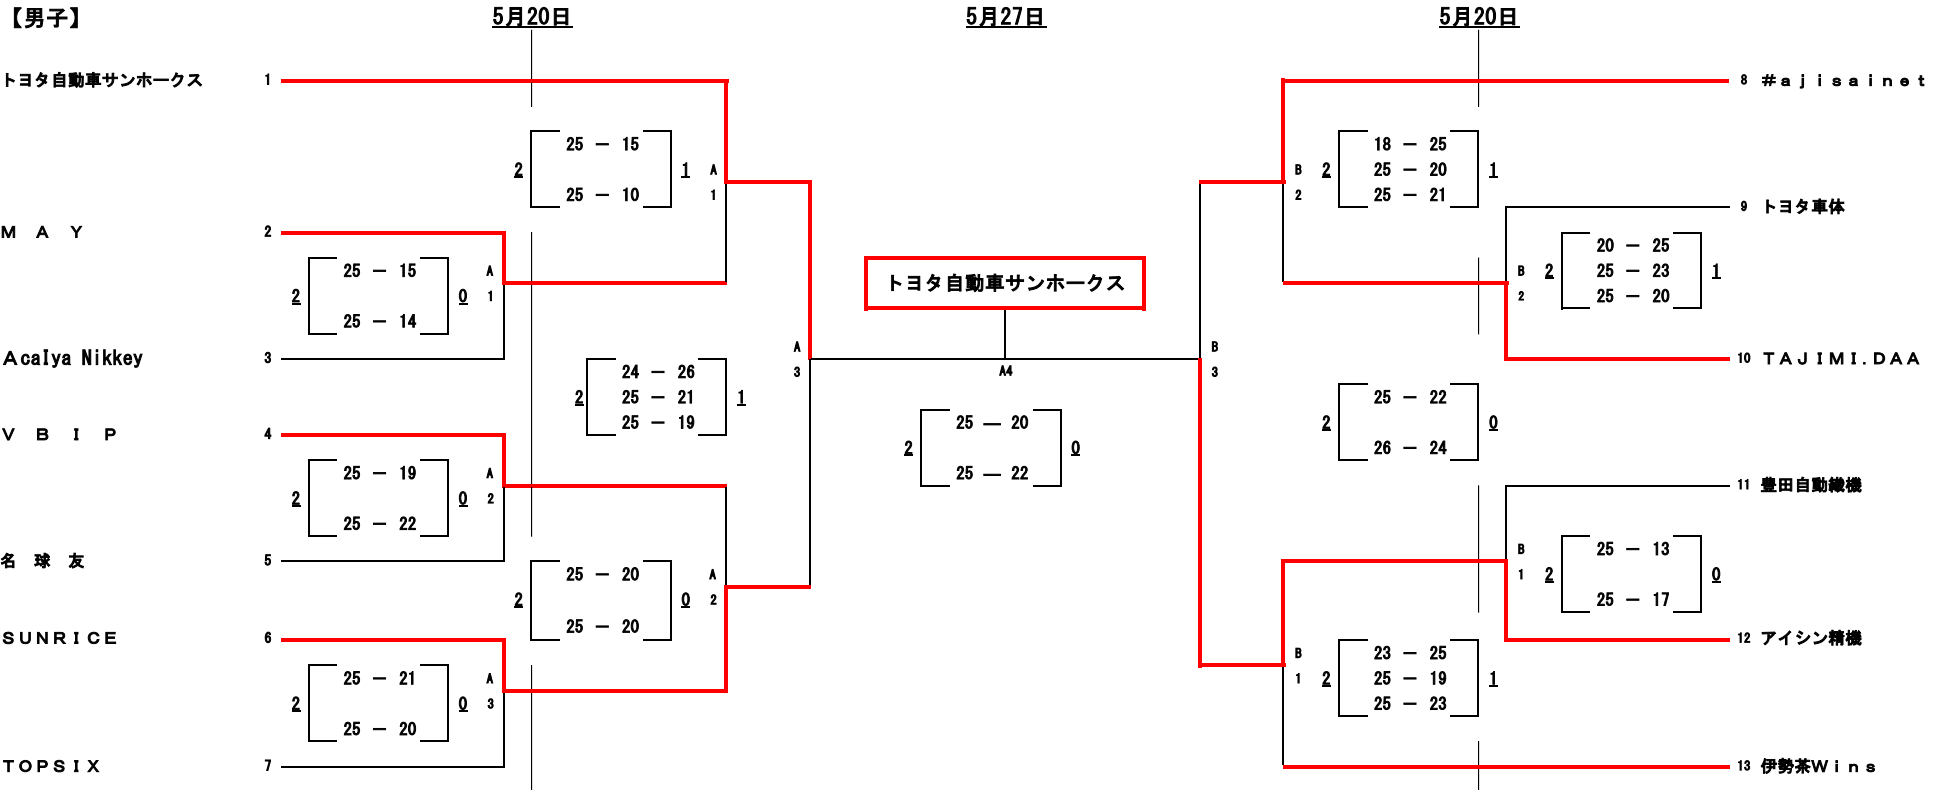 【男子】
5月20日
5月27日
5月20日
トヨタ自動車サンホークス 1
8 #ajisainet
25 － 15
2 1
25 － 10
A
1
B
2
18 － 25
2 25 － 20 1
25 － 21
9 トヨタ車体
MAY 2
25 － 15
2 0
25 － 14
A
1
トヨタ自動車サンホークス
B
2
20 － 25
2 25 － 23 1
25 － 20
Acalya Nikkey 3
A
3
A4
B
3
10 TAJIMI.DAA
24 － 26
2 25 － 21 1
25 － 19
25 － 20
2 0
25 － 22
25 － 22
2 0
26 － 24
VBIP 4
25 － 19
2 0
25 － 22
A
2
11 豊田自動織機
名球友 5
25 － 20
2 0
25 － 20
A
2
B
1
25 － 13
2 0
25 － 17
SUNRICE 6
12 アイシン精機
25 － 21
2 0
25 － 20
A
3
B
1
23 － 25
2 25 － 19 1
25 － 23
TOPSIX 7
13 伊勢茶Wins